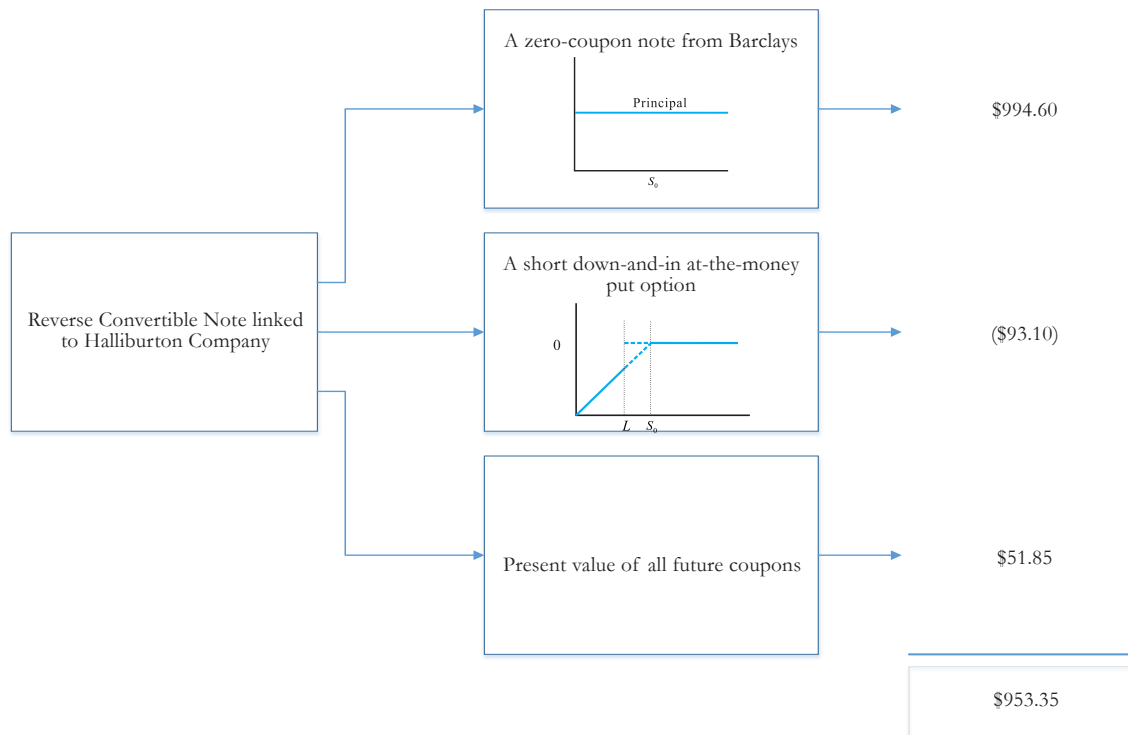 A zero-coupon note from Barclays
Principal
S₀
$994.60
Reverse Convertible Note linked
to Halliburton Company
A short down-and-in at-the-money
put option
0
L S₀
($93.10)
Present value of all future coupons
$51.85
$953.35